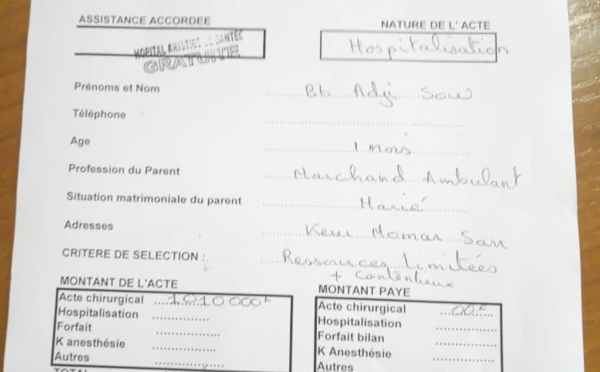 ASSISTANCE ACCORDEE
NATURE DE L' ACTE
HOPITAL ARISTIDE LE DANTEC
GRATUITE
Hospitalisation
Prénoms et Nom Bb Adji Sow
Téléphone
Age 1 mois
Profession du Parent Marchand Ambulant
Situation matrimoniale du parent Marié
Adresses Keur Momar Sarr
CRITERE DE SELECTION : Ressources limitées
+ Contentieux
MONTANT DE L'ACTE
Acte chirurgical 1.010 000 F
Hospitalisation
Forfait
K anesthésie
Autres
MONTANT PAYE
Acte chirurgical 00 F
Hospitalisation
Forfait bilan
K Anesthésie
Autres
TOTAL